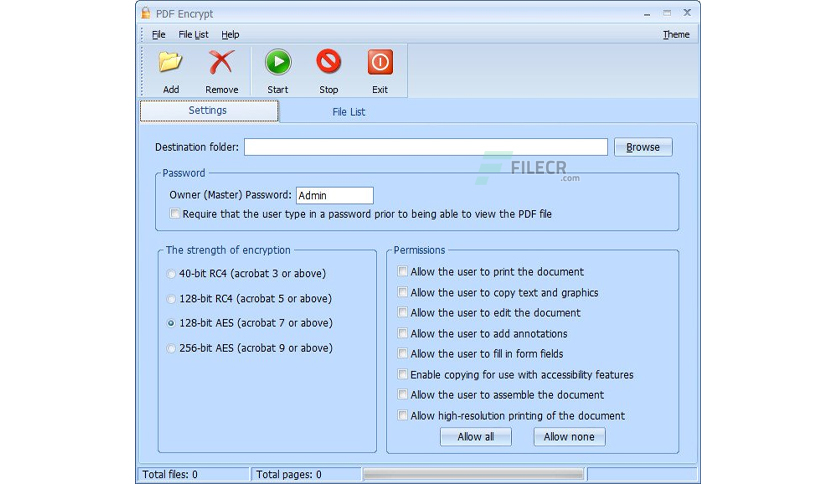 PDF Encrypt
File File List Help Theme
Add Remove Start Stop Exit
Settings File List
Destination folder: Browse
FILECR
.com
Password
Owner (Master) Password: Admin
Require that the user type in a password prior to being able to view the PDF file
The strength of encryption
40-bit RC4 (acrobat 3 or above)
128-bit RC4 (acrobat 5 or above)
128-bit AES (acrobat 7 or above)
256-bit AES (acrobat 9 or above)
Permissions
Allow the user to print the document
Allow the user to copy text and graphics
Allow the user to edit the document
Allow the user to add annotations
Allow the user to fill in form fields
Enable copying for use with accessibility features
Allow the user to assemble the document
Allow high-resolution printing of the document
Allow all Allow none
Total files: 0 Total pages: 0